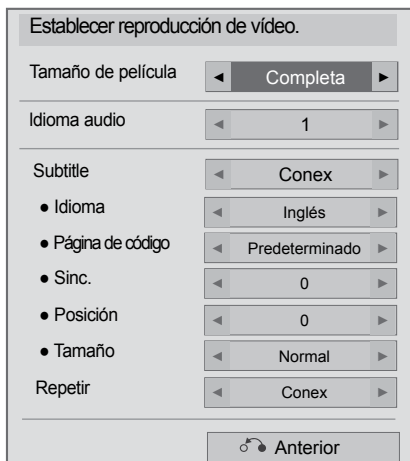 Establecer reproducción de vídeo.
Tamaño de película ◄ Completa ►
Idioma audio ◄ 1 ►
Subtitle ◄ Conex ►
● Idioma ◄ Inglés ►
● Página de código ◄ Predeterminado ►
● Sinc. ◄ 0 ►
● Posición ◄ 0 ►
● Tamaño ◄ Normal ►
Repetir ◄ Conex ►
Anterior